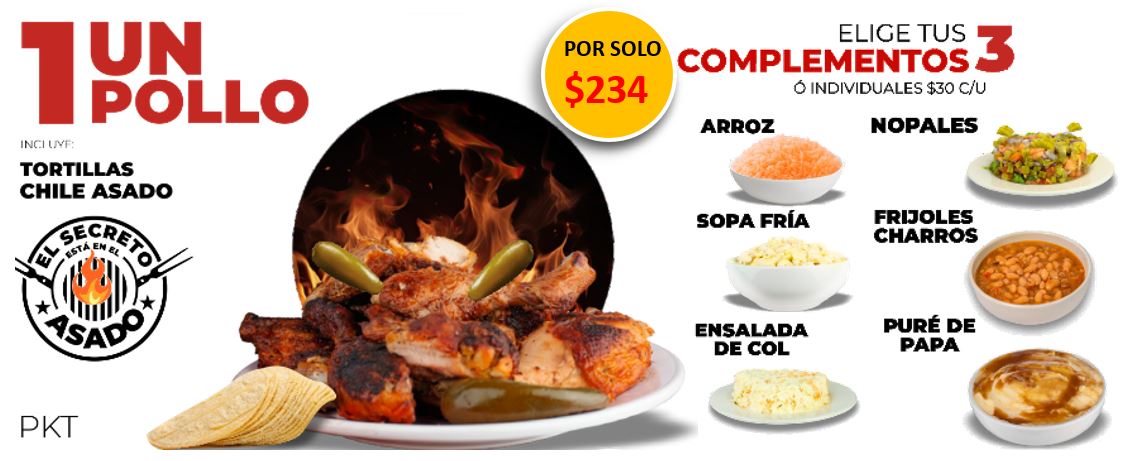 1 UN
POLLO
INCLUYE:
TORTILLAS
CHILE ASADO
EL SECRETO
ESTÁ EN EL
ASADO
PKT
POR SOLO
$234
ELIGE TUS
COMPLEMENTOS 3
Ó INDIVIDUALES $30 C/U
ARROZ
NOPALES
SOPA FRÍA
FRIJOLES
CHARROS
ENSALADA
DE COL
PURÉ DE
PAPA